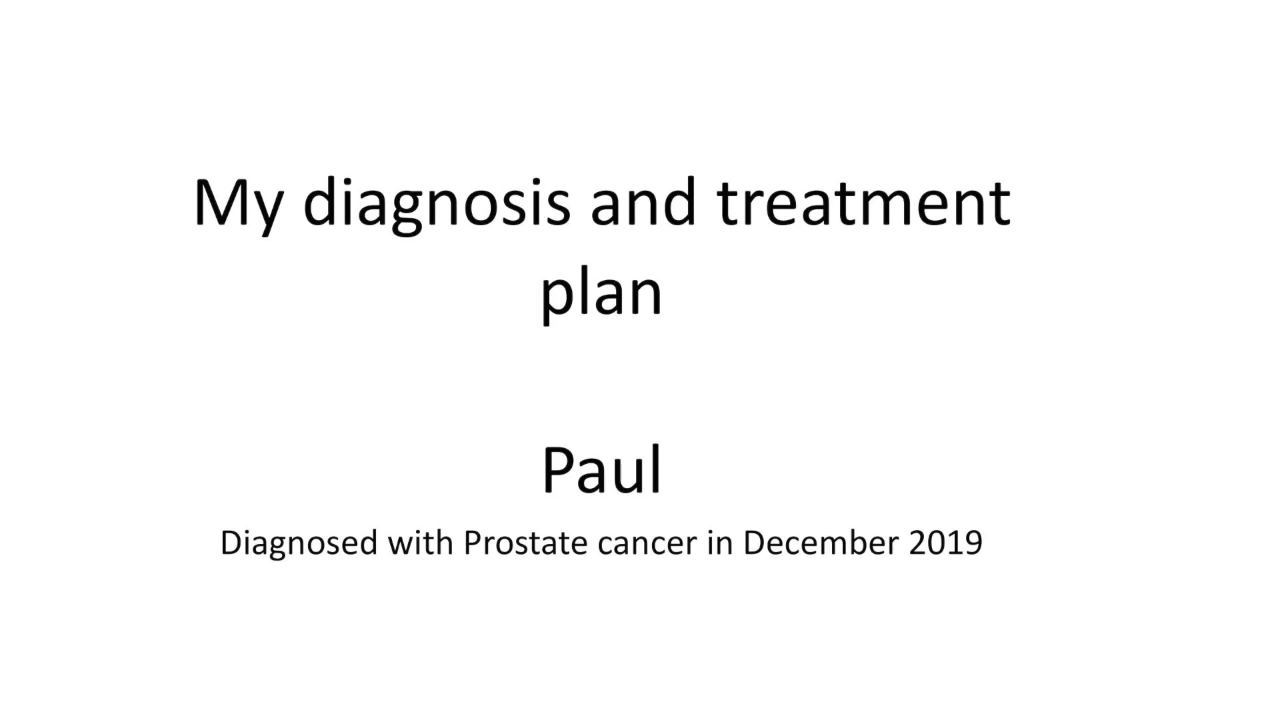 My diagnosis and treatment
plan
Paul
Diagnosed with Prostate cancer in December 2019